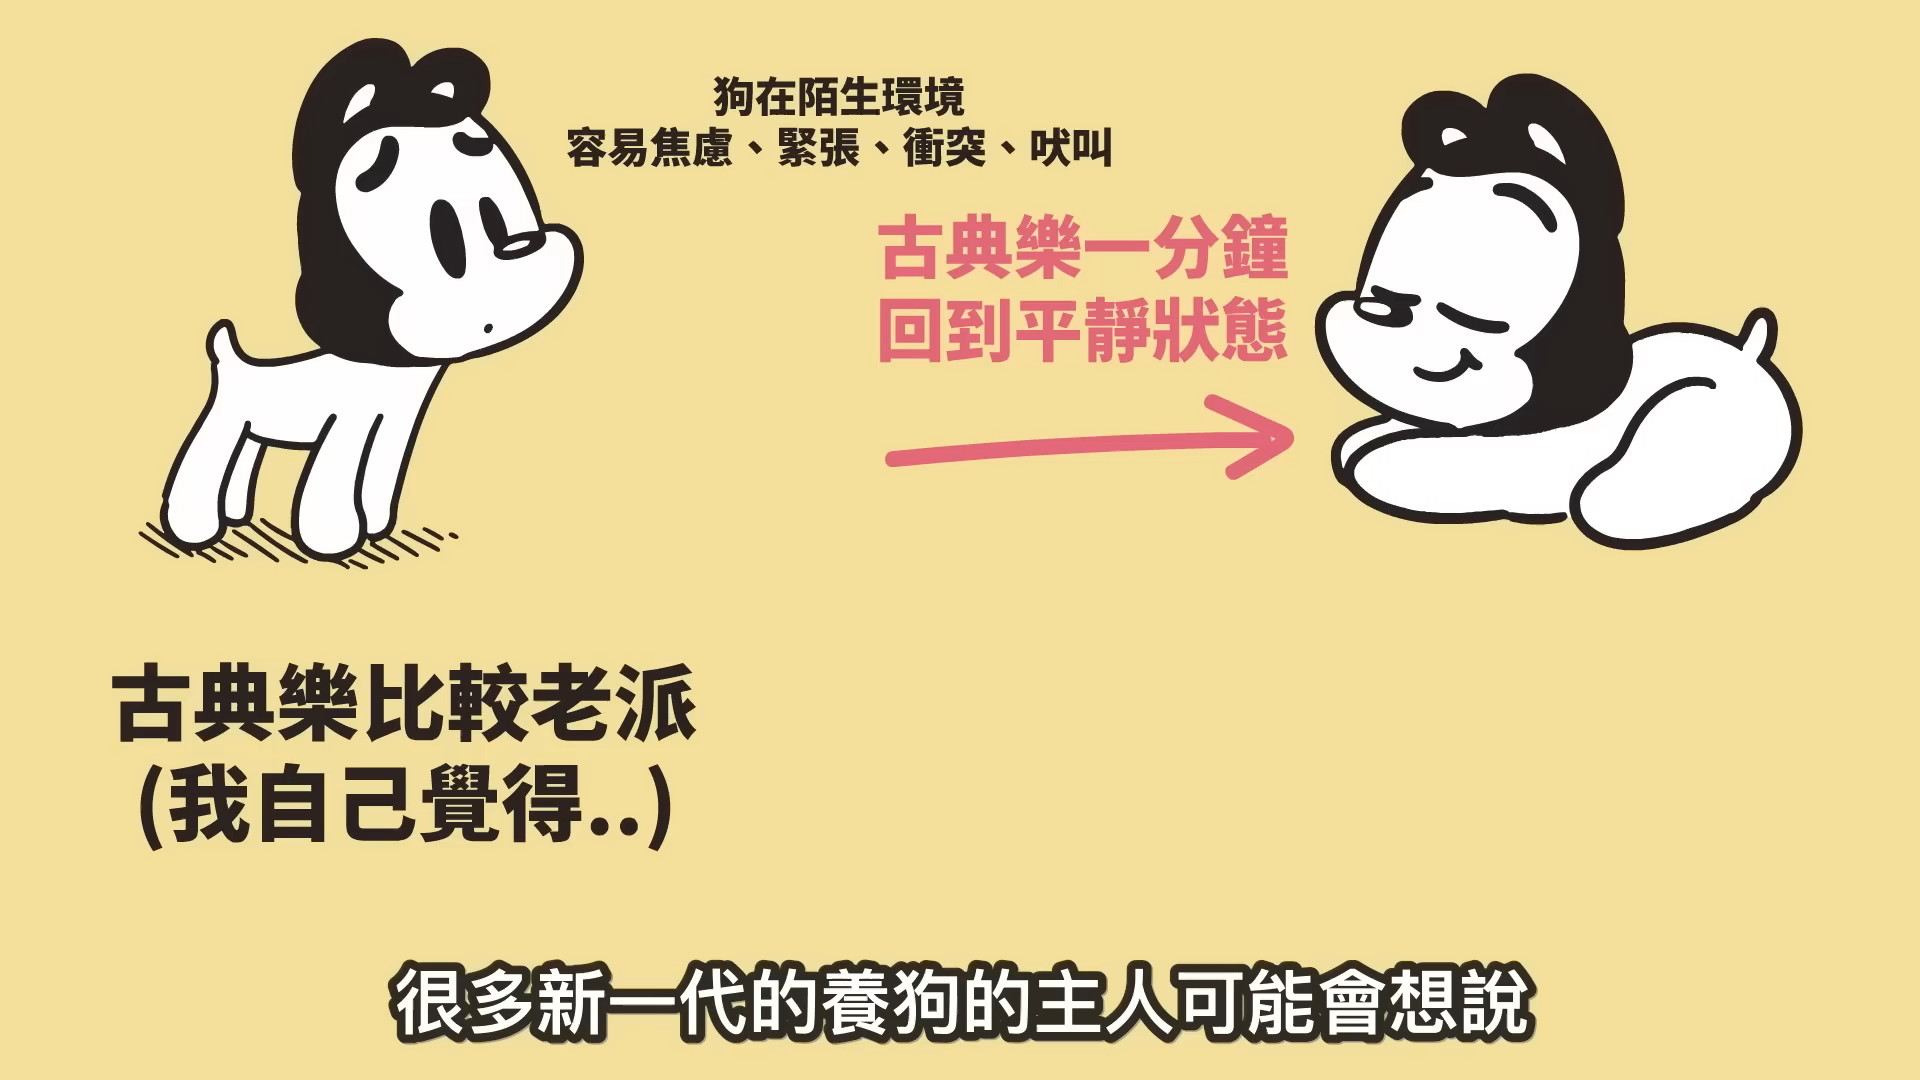 狗在陌生環境
容易焦慮、緊張、衝突、吠叫
古典樂一分鐘
回到平靜狀態
古典樂比較老派
(我自己覺得..)
很多新一代的養狗的主人可能會想說